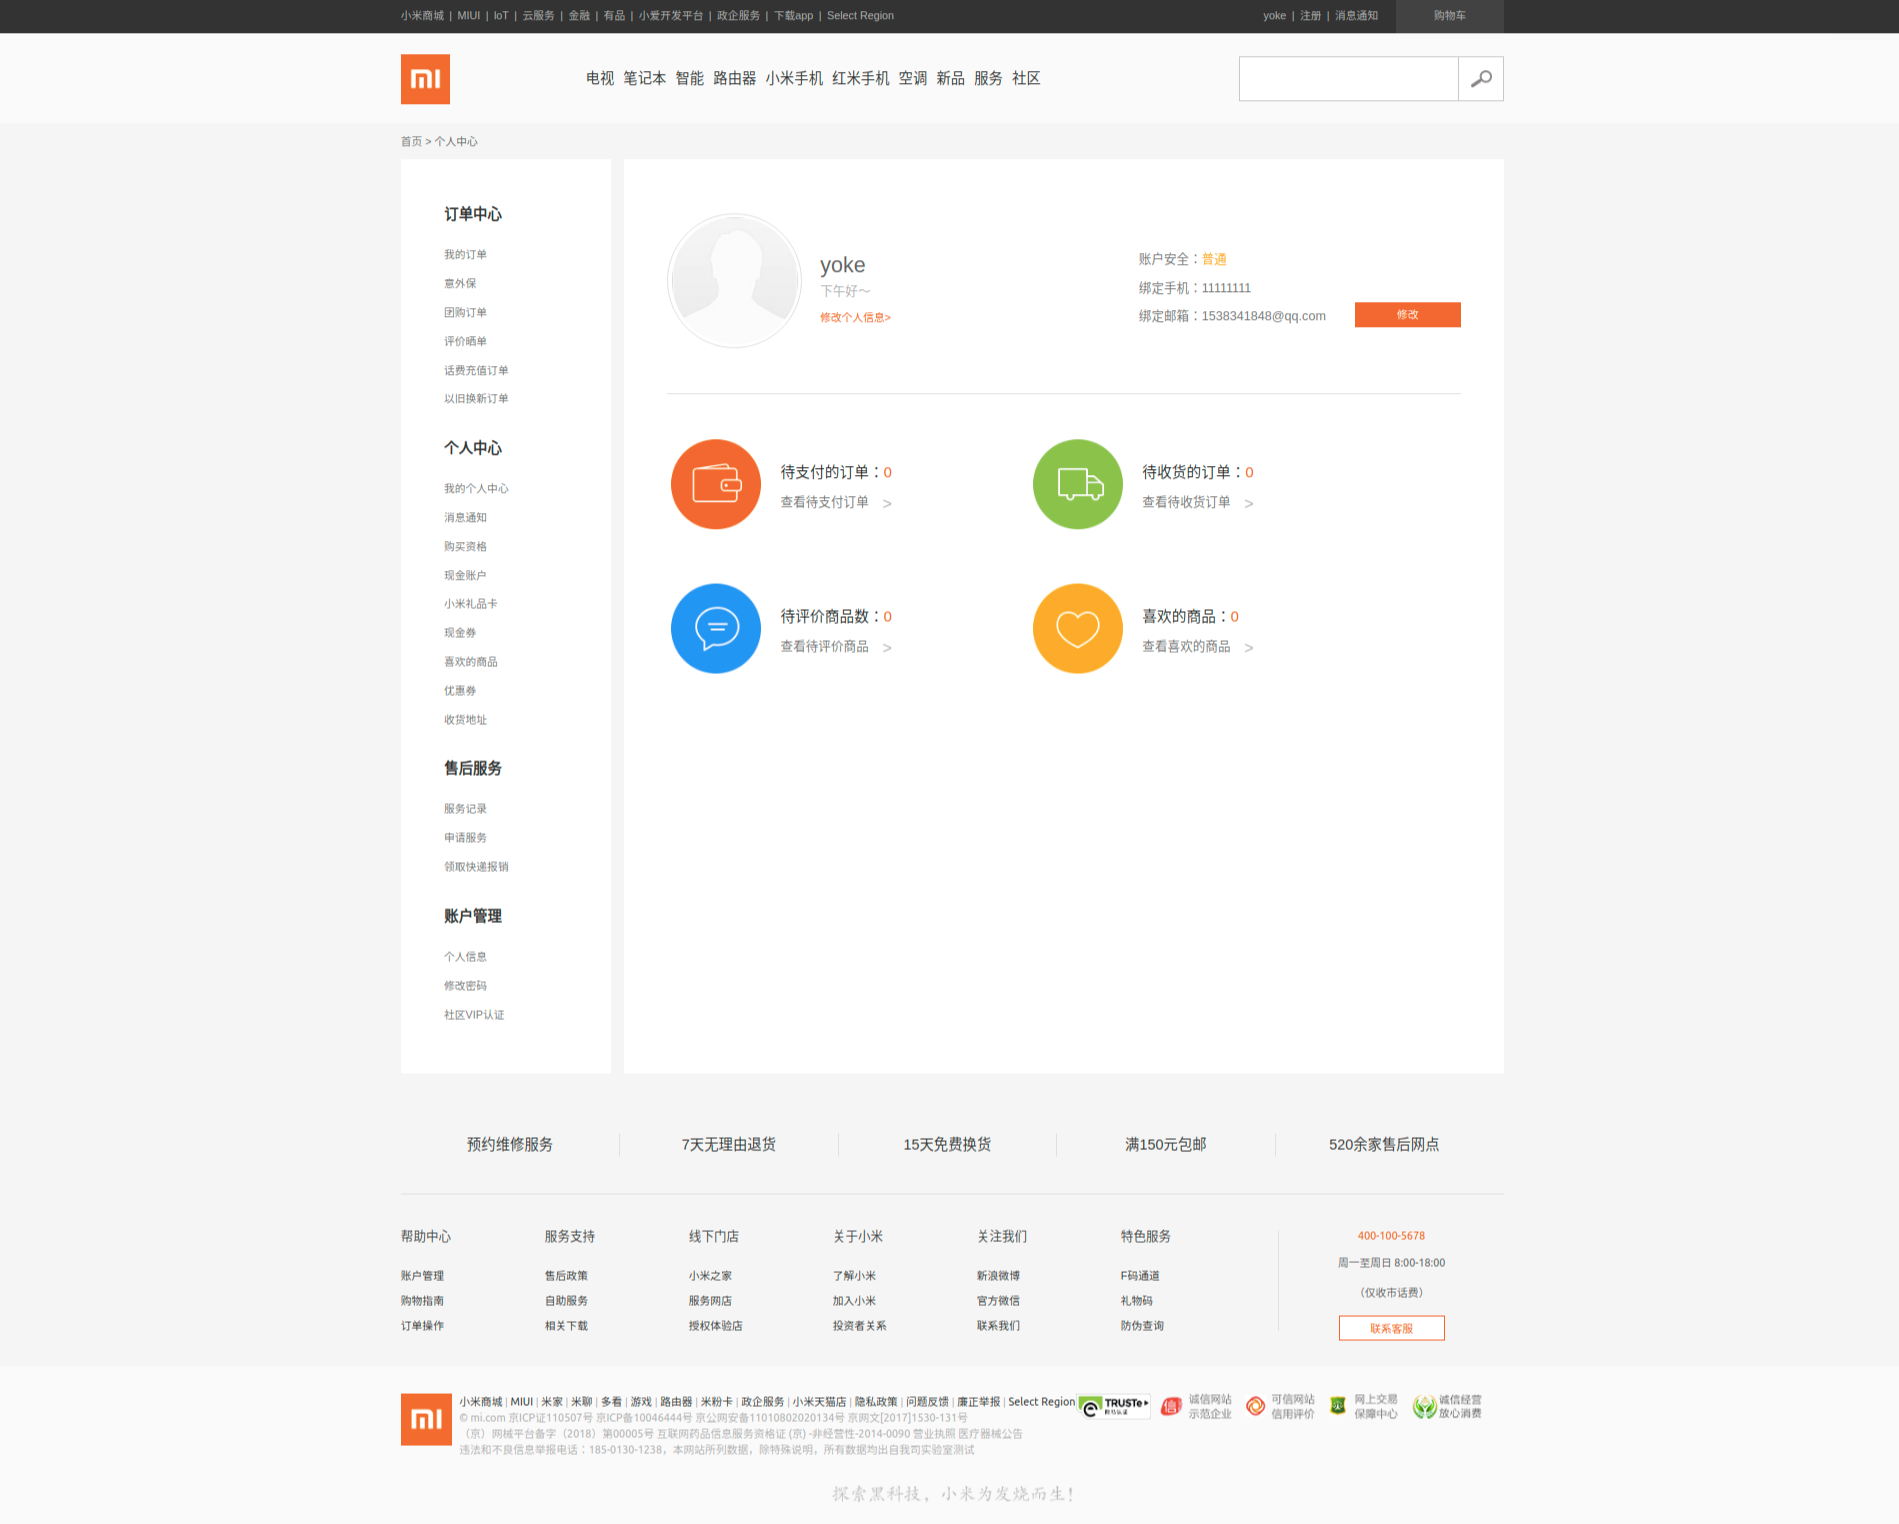 小米商城 | MIUI | loT | 云服务 | 金融 | 有品 | 小爱开发平台 | 政企服务 | 下载app | Select Region
yoke | 注册 | 消息通知
购物车
mi
电视 笔记本 智能 路由器 小米手机 红米手机 空调 新品 服务 社区
首页 > 个人中心
订单中心
我的订单
意外保
团购订单
评价晒单
话费充值订单
以旧换新订单
个人中心
我的个人中心
消息通知
购买资格
现金账户
小米礼品卡
现金券
喜欢的商品
优惠券
收货地址
售后服务
服务记录
申请服务
领取快递报销
账户管理
个人信息
修改密码
社区VIP认证
yoke
下午好～
修改个人信息>
账户安全：普通
绑定手机：11111111
绑定邮箱：1538341848@qq.com
修改
待支付的订单：0
查看待支付订单 >
待收货的订单：0
查看待收货订单 >
待评价商品数：0
查看待评价商品 >
喜欢的商品：0
查看喜欢的商品 >
预约维修服务
7天无理由退货
15天免费换货
满150元包邮
520余家售后网点
帮助中心
账户管理
购物指南
订单操作
服务支持
售后政策
自助服务
相关下载
线下门店
小米之家
服务网店
授权体验店
关于小米
了解小米
加入小米
投资者关系
关注我们
新浪微博
官方微信
联系我们
特色服务
F码通道
礼物码
防伪查询
400-100-5678
周一至周日 8:00-18:00
（仅收市话费）
联系客服
mi
小米商城 | MIUI | 米家 | 米聊 | 多看 | 游戏 | 路由器 | 米粉卡 | 政企服务 | 小米天猫店 | 隐私政策 | 问题反馈 | 廉正举报 | Select Region
© mi.com 京ICP证110507号 京ICP备10046444号 京公网安备11010802020134号 京网文[2017]1530-131号
（京）网械平台备字（2018）第00005号 互联网药品信息服务资格证 (京) -非经营性-2014-0090 营业执照 医疗器械公告
违法和不良信息举报电话：185-0130-1238，本网站所列数据，除特殊说明，所有数据均出自我司实验室测试
TRUSTe
网站认证
信
诚信网站
示范企业
可信网站
信用评价
网上交易
保障中心
诚信经营
放心消费
探索黑科技，小米为发烧而生！